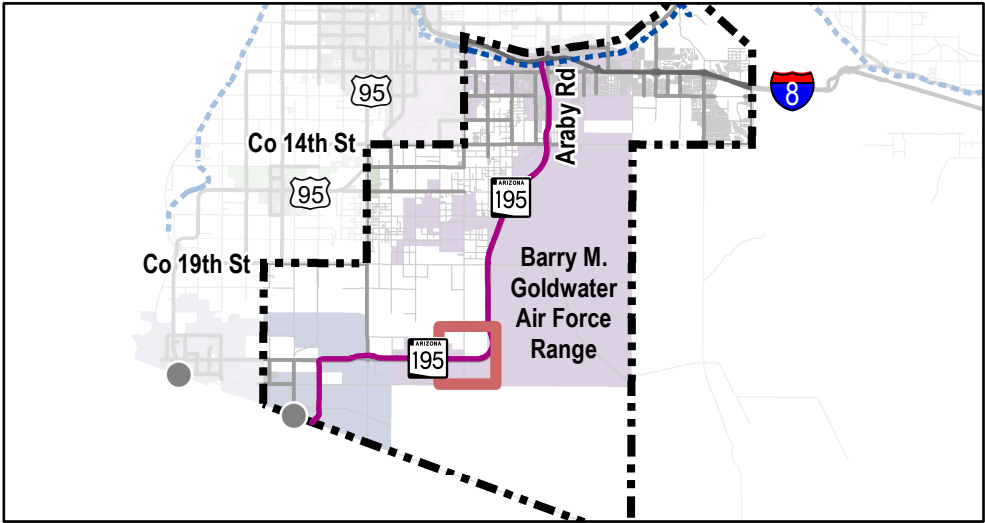 95
8
Araby Rd
Co 14th St
95
ARIZONA
195
Co 19th St
Barry M.
Goldwater
Air Force
Range
ARIZONA
195